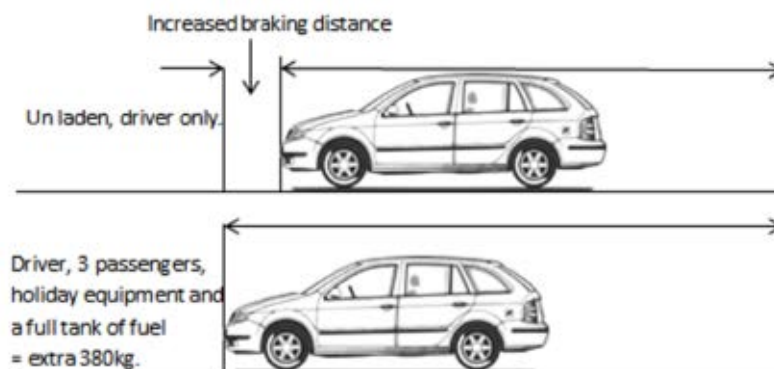 Increased braking distance
Un laden, driver only.
Driver, 3 passengers,
holiday equipment and
a full tank of fuel
= extra 380kg.